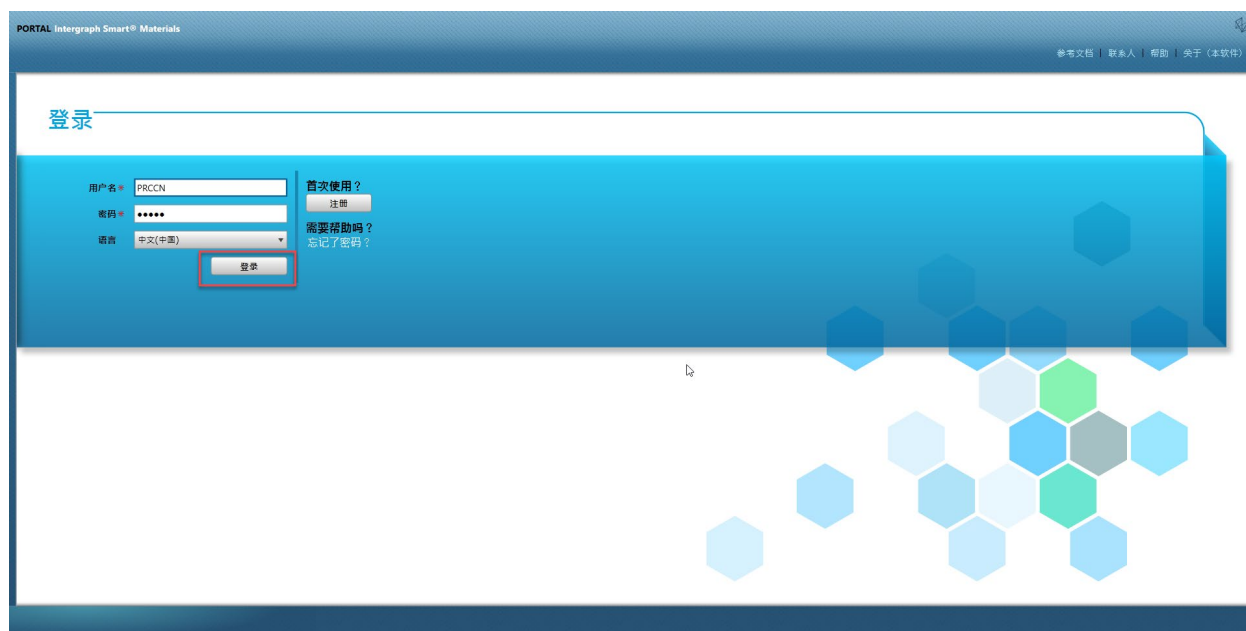 PORTAL Intergraph Smart® Materials
参考文档 | 联系人 | 帮助 | 关于（本软件）
登录
用户名* PRCCN
密码* •••••
语言 中文(中国)
登录
首次使用？
注册
需要帮助吗？
忘记了密码？